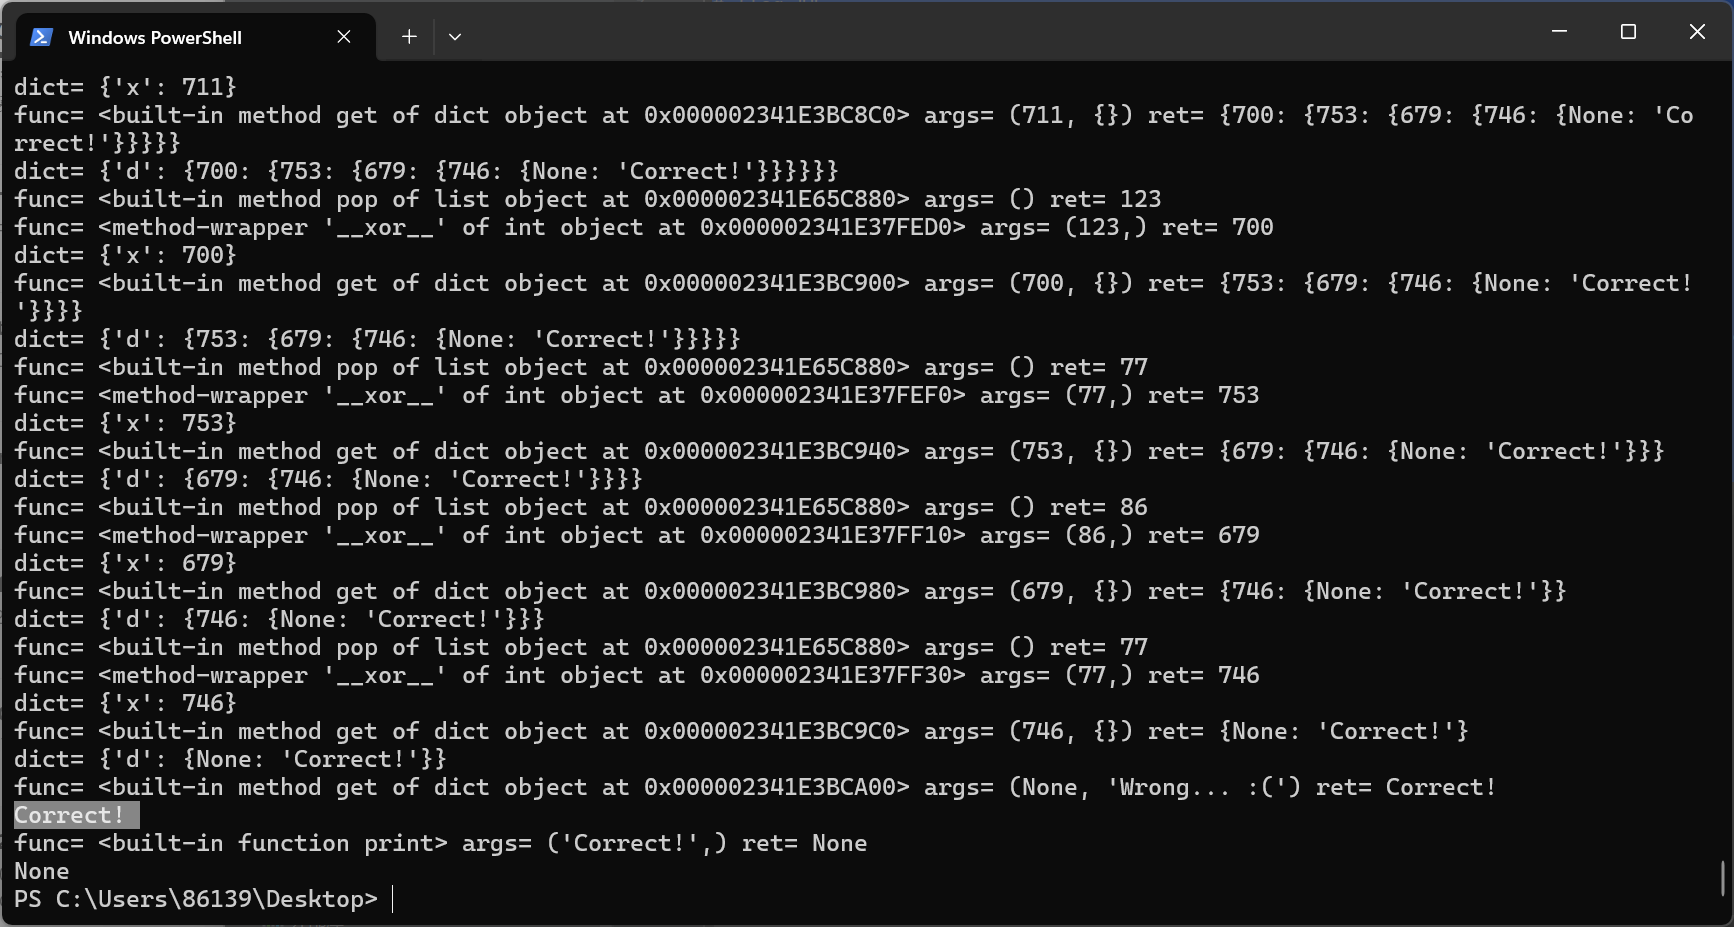 Windows PowerShell
dict= {'x': 711}
func= <built-in method get of dict object at 0x000002341E3BC8C0> args= (711, {}) ret= {700: {753: {679: {746: {None: 'Co
rrect!'}}}}}
dict= {'d': {700: {753: {679: {746: {None: 'Correct!'}}}}}}
func= <built-in method pop of list object at 0x000002341E65C880> args= () ret= 123
func= <method-wrapper '__xor__' of int object at 0x000002341E37FED0> args= (123,) ret= 700
dict= {'x': 700}
func= <built-in method get of dict object at 0x000002341E3BC900> args= (700, {}) ret= {753: {679: {746: {None: 'Correct!
'}}}}
dict= {'d': {753: {679: {746: {None: 'Correct!'}}}}}
func= <built-in method pop of list object at 0x000002341E65C880> args= () ret= 77
func= <method-wrapper '__xor__' of int object at 0x000002341E37FEF0> args= (77,) ret= 753
dict= {'x': 753}
func= <built-in method get of dict object at 0x000002341E3BC940> args= (753, {}) ret= {679: {746: {None: 'Correct!'}}}
dict= {'d': {679: {746: {None: 'Correct!'}}}}
func= <built-in method pop of list object at 0x000002341E65C880> args= () ret= 86
func= <method-wrapper '__xor__' of int object at 0x000002341E37FF10> args= (86,) ret= 679
dict= {'x': 679}
func= <built-in method get of dict object at 0x000002341E3BC980> args= (679, {}) ret= {746: {None: 'Correct!'}}
dict= {'d': {746: {None: 'Correct!'}}}
func= <built-in method pop of list object at 0x000002341E65C880> args= () ret= 77
func= <method-wrapper '__xor__' of int object at 0x000002341E37FF30> args= (77,) ret= 746
dict= {'x': 746}
func= <built-in method get of dict object at 0x000002341E3BC9C0> args= (746, {}) ret= {None: 'Correct!'}
dict= {'d': {None: 'Correct!'}}
func= <built-in method get of dict object at 0x000002341E3BCA00> args= (None, 'Wrong... :(') ret= Correct!
Correct!
func= <built-in function print> args= ('Correct!',) ret= None
None
PS C:\Users\86139\Desktop>